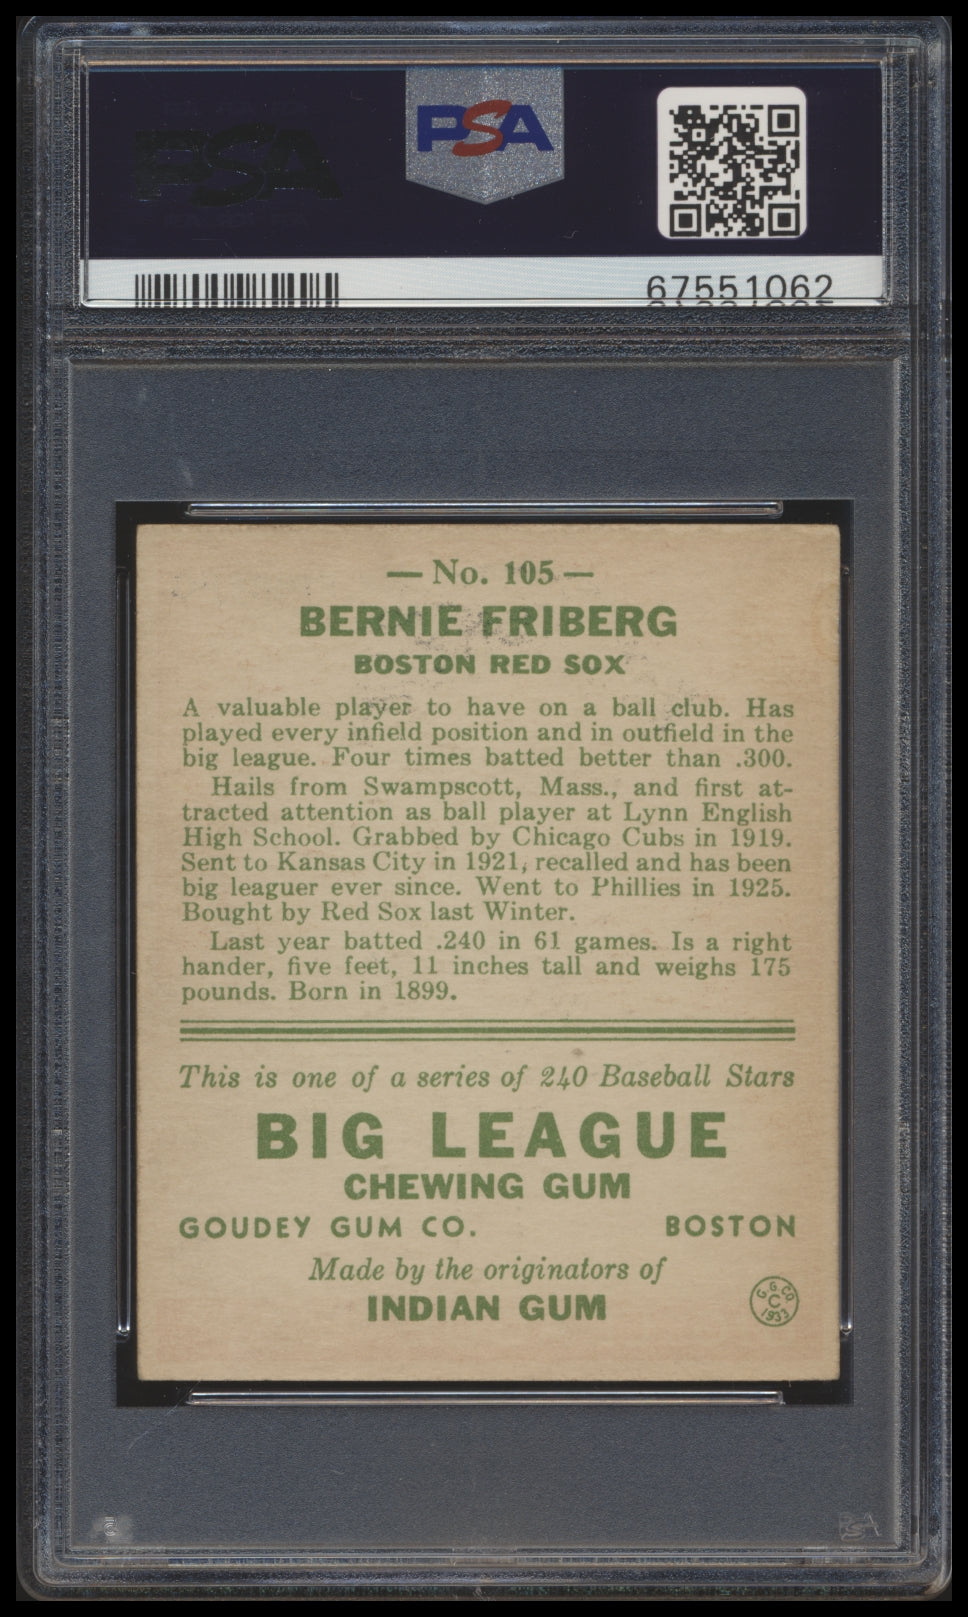 PSA
67551062
— No. 105 —
BERNIE FRIBERG
BOSTON RED SOX
A valuable player to have on a ball club. Has
played every infield position and in outfield in the
big league. Four times batted better than .300.
Hails from Swampscott, Mass., and first at-
tracted attention as ball player at Lynn English
High School. Grabbed by Chicago Cubs in 1919.
Sent to Kansas City in 1921, recalled and has been
big leaguer ever since. Went to Phillies in 1925.
Bought by Red Sox last Winter.
Last year batted .240 in 61 games. Is a right
hander, five feet, 11 inches tall and weighs 175
pounds. Born in 1899.
This is one of a series of 240 Baseball Stars
BIG LEAGUE
CHEWING GUM
GOUDEY GUM CO. BOSTON
Made by the originators of
INDIAN GUM
G. G. CO.
C
1933
PSA